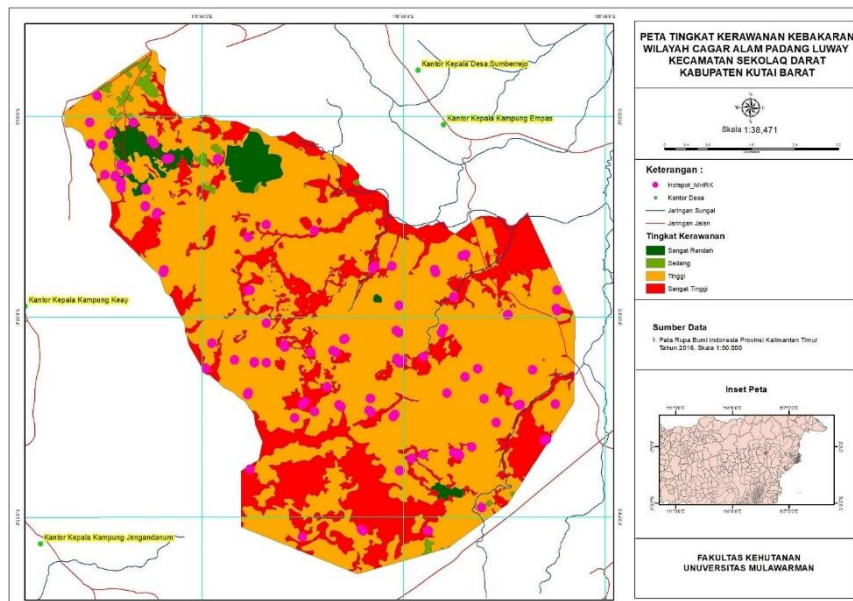 Kantor Kepala Desa Sumberrejo
Kantor Kepala Kampung Empas
Kantor Kepala Kampung Keay
Kantor Kepala Kampung Jengandanum
PETA TINGKAT KERAWANAN KEBAKARAN
WILAYAH CAGAR ALAM PADANG LUWAY
KECAMATAN SEKOLAQ DARAT
KABUPATEN KUTAI BARAT
Skala 1:38,471
Keterangan :
Hotspot_MHRK
Kantor Desa
Jaringan Sungai
Jaringan Jalan
Tingkat Kerawanan
Sangat Rendah
Sedang
Tinggi
Sangat Tinggi
Sumber Data
1. Peta Rupa Bumi Indonesia Provinsi Kalimantan Timur
Tahun 2016, Skala 1:50.000
Inset Peta
FAKULTAS KEHUTANAN
UNUVERSITAS MULAWARMAN